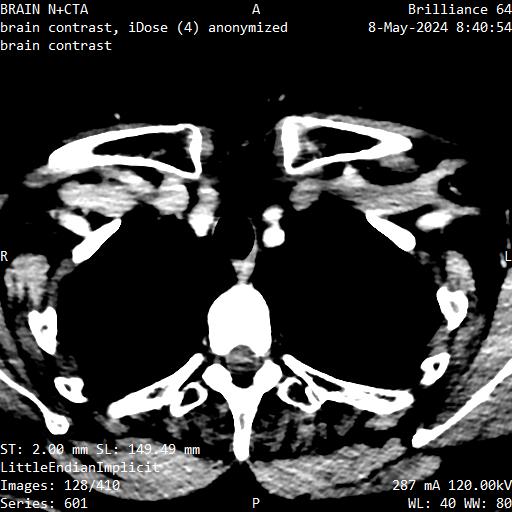 BRAIN N+CTA
brain contrast, iDose (4) anonymized
brain contrast
A
Brilliance 64
8-May-2024 8:40:54
R
L
ST: 2.00 mm SL: 149.49 mm
LittleEndianImplicit
Images: 128/410
Series: 601
P
287 mA 120.00kV
WL: 40 WW: 80